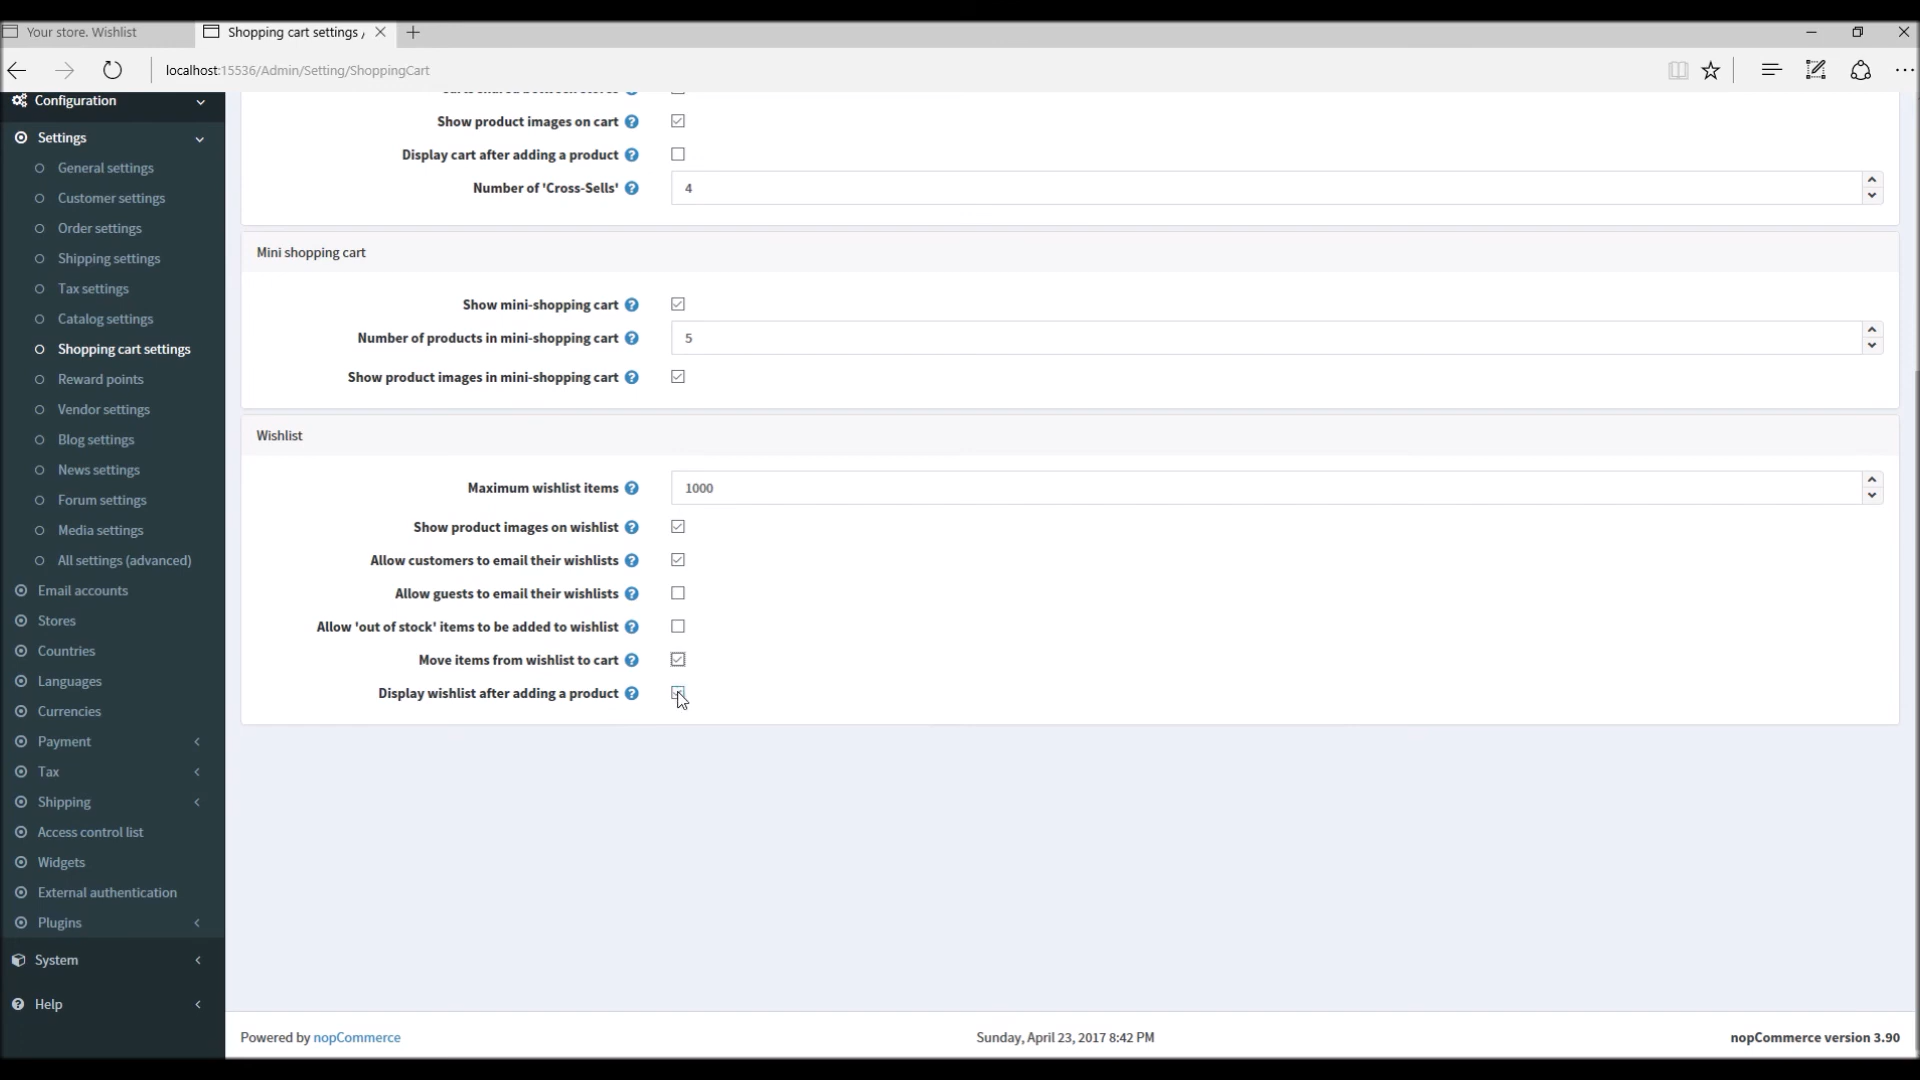 Your store. Wishlist
Shopping cart settings /
localhost:15536/Admin/Setting/ShoppingCart
Configuration
Settings
General settings
Customer settings
Order settings
Shipping settings
Tax settings
Catalog settings
Shopping cart settings
Reward points
Vendor settings
Blog settings
News settings
Forum settings
Media settings
All settings (advanced)
Email accounts
Stores
Countries
Languages
Currencies
Payment
Tax
Shipping
Access control list
Widgets
External authentication
Plugins
System
Help
Show product images on cart
Display cart after adding a product
Number of 'Cross-Sells' 4
Mini shopping cart
Show mini-shopping cart
Number of products in mini-shopping cart 5
Show product images in mini-shopping cart
Wishlist
Maximum wishlist items 1000
Show product images on wishlist
Allow customers to email their wishlists
Allow guests to email their wishlists
Allow 'out of stock' items to be added to wishlist
Move items from wishlist to cart
Display wishlist after adding a product
Powered by nopCommerce
Sunday, April 23, 2017 8:42 PM
nopCommerce version 3.90